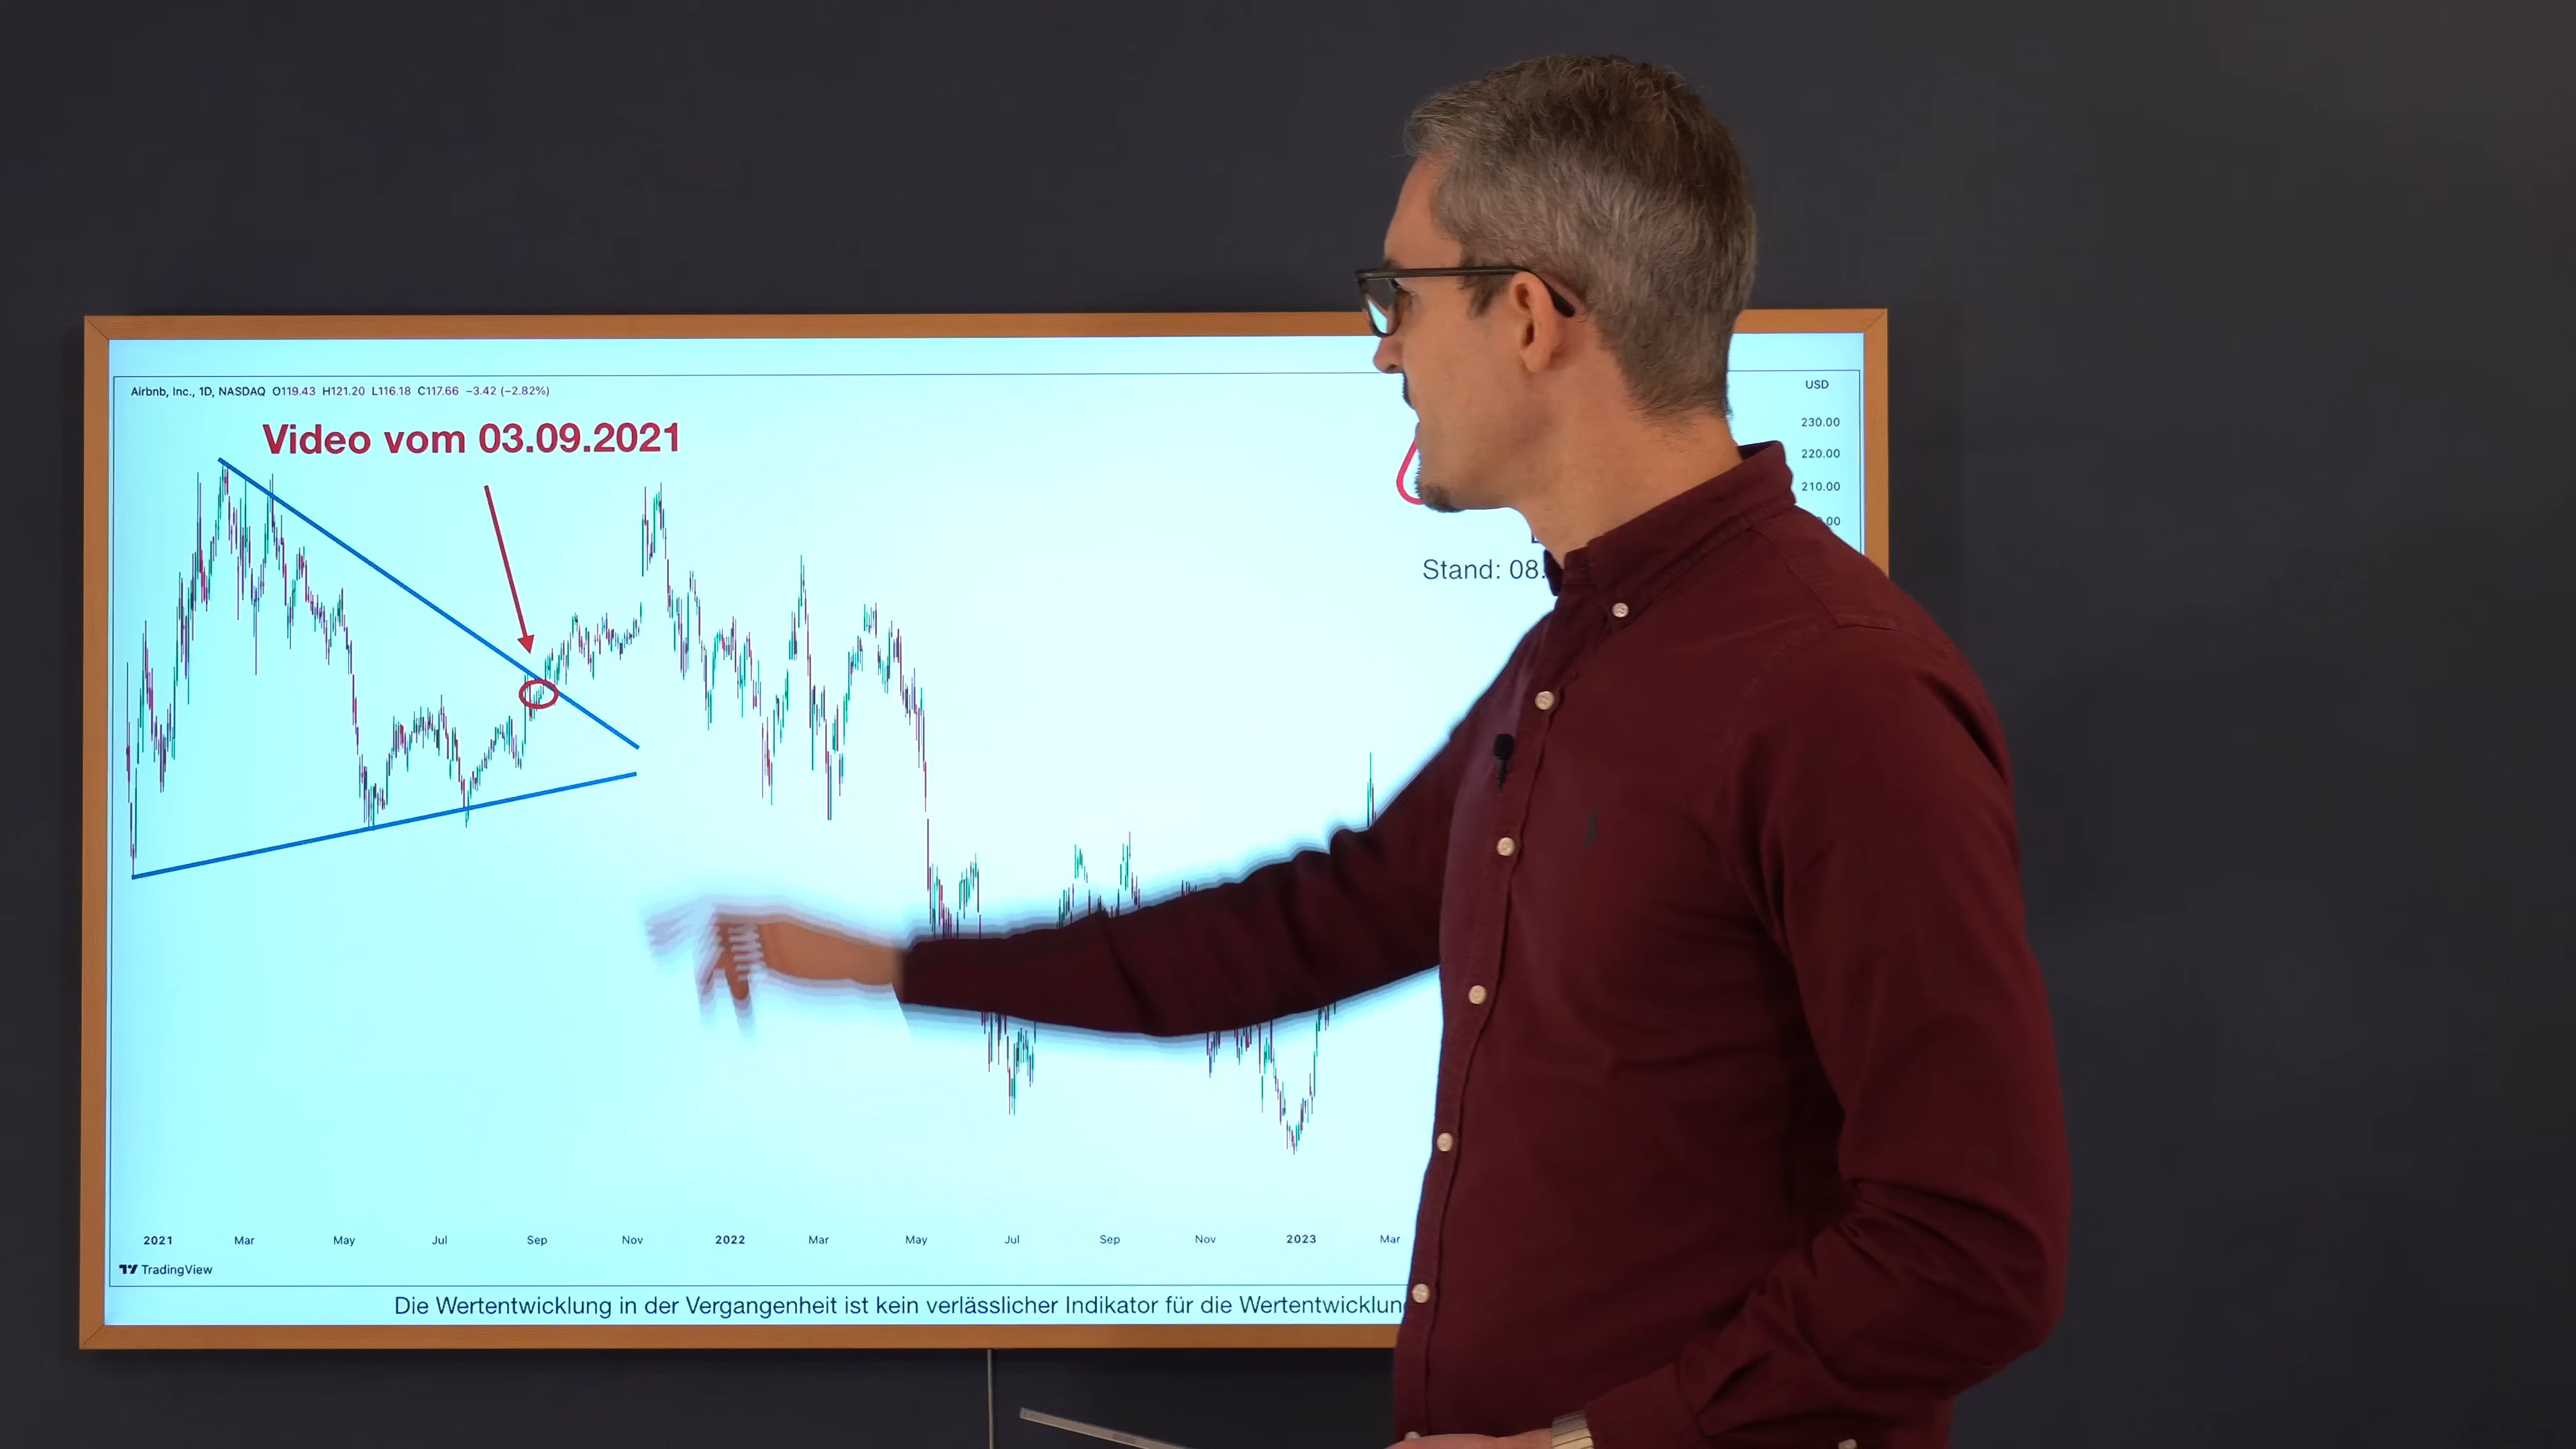 Airbnb, Inc., 1D, NASDAQ O119.43 H121.20 L116.18 C117.66 −3.42 (−2.82%)
USD
Video vom 03.09.2021
230.00
220.00
210.00
Stand: 08.
2021 Mar May Jul Sep Nov 2022 Mar May Jul Sep Nov 2023 Mar
TradingView
Die Wertentwicklung in der Vergangenheit ist kein verlässlicher Indikator für die